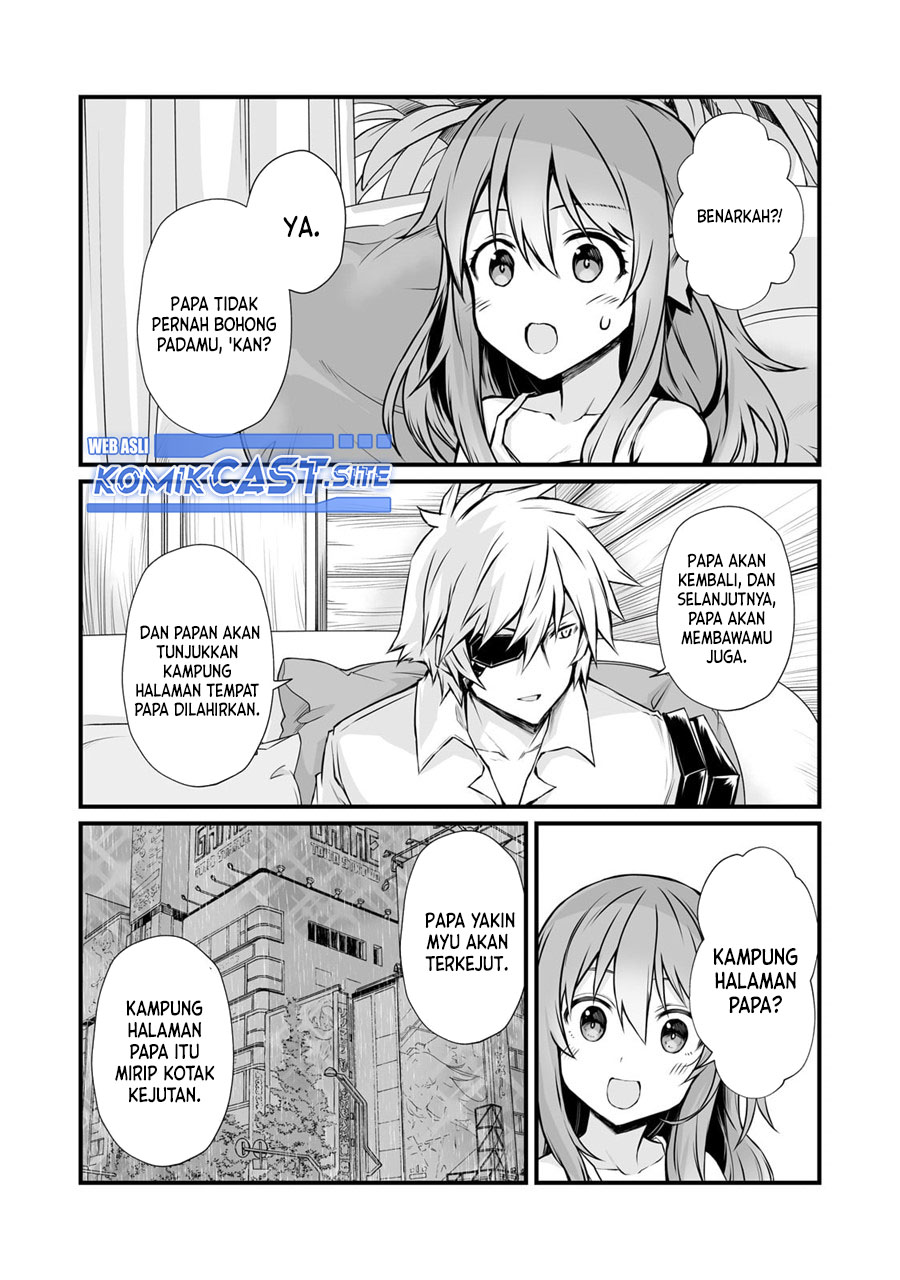 BENARKAH?!
YA.
PAPA TIDAK
PERNAH BOHONG
PADAMU, 'KAN?
WEB ASLI
KOMIKCAST.SITE
PAPA AKAN
KEMBALI, DAN
SELANJUTNYA,
PAPA AKAN
MEMBAWAMU
JUGA.
DAN PAPAN AKAN
TUNJUKKAN
KAMPUNG
HALAMAN TEMPAT
PAPA DILAHIRKAN.
KAMPUNG
HALAMAN
PAPA?
PAPA YAKIN
MYU AKAN
TERKEJUT.
KAMPUNG
HALAMAN
PAPA ITU
MIRIP KOTAK
KEJUTAN.
GAME